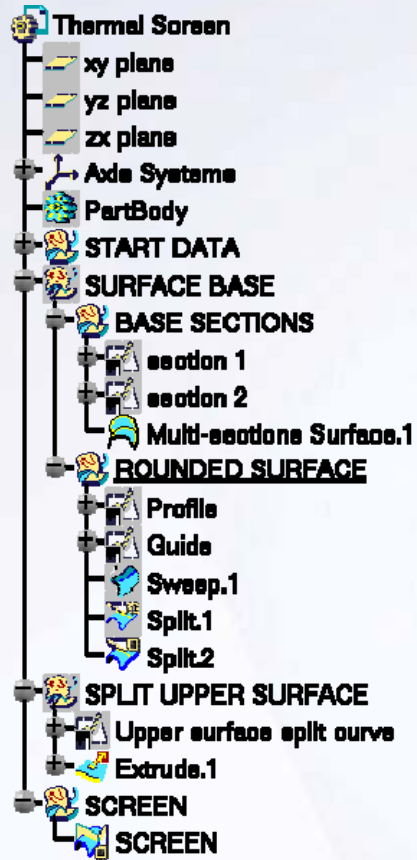 Thermal Screen
xy plane
yz plane
zx plane
Axis Systems
PartBody
START DATA
SURFACE BASE
BASE SECTIONS
section 1
section 2
Multi-sections Surface.1
ROUNDED SURFACE
Profile
Guide
Sweep.1
Split.1
Split.2
SPLIT UPPER SURFACE
Upper surface split curve
Extrude.1
SCREEN
SCREEN